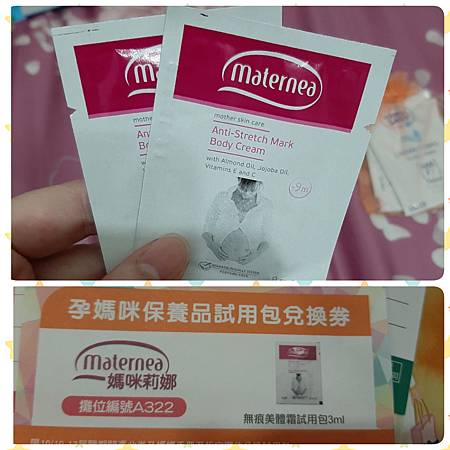 maternea
mother skin care
Anti-Stretch Mark
Body Cream
with Almond Oil, Jojoba Oil,
Vitamins E and C
孕媽咪保養品試用包兌換券
maternea
媽咪莉娜
攤位編號A322
無痕美體霜試用包3ml